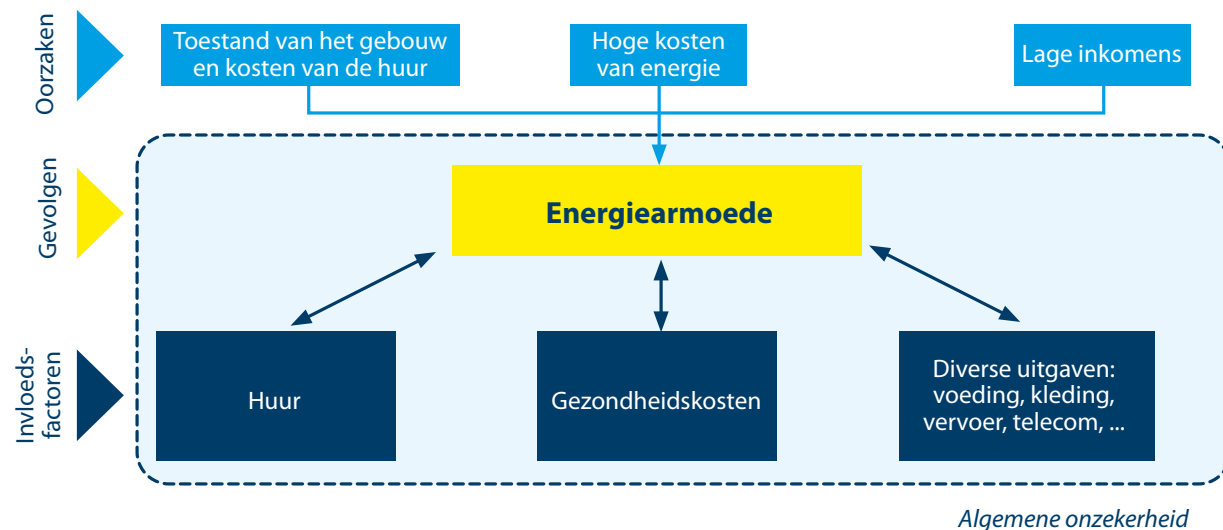 Oorzaken
Toestand van het gebouw
en kosten van de huur
Hoge kosten
van energie
Lage inkomens
Gevolgen
Energiearmoede
Invloeds-
factoren
Huur
Gezondheidskosten
Diverse uitgaven:
voeding, kleding,
vervoer, telecom, ...
Algemene onzekerheid